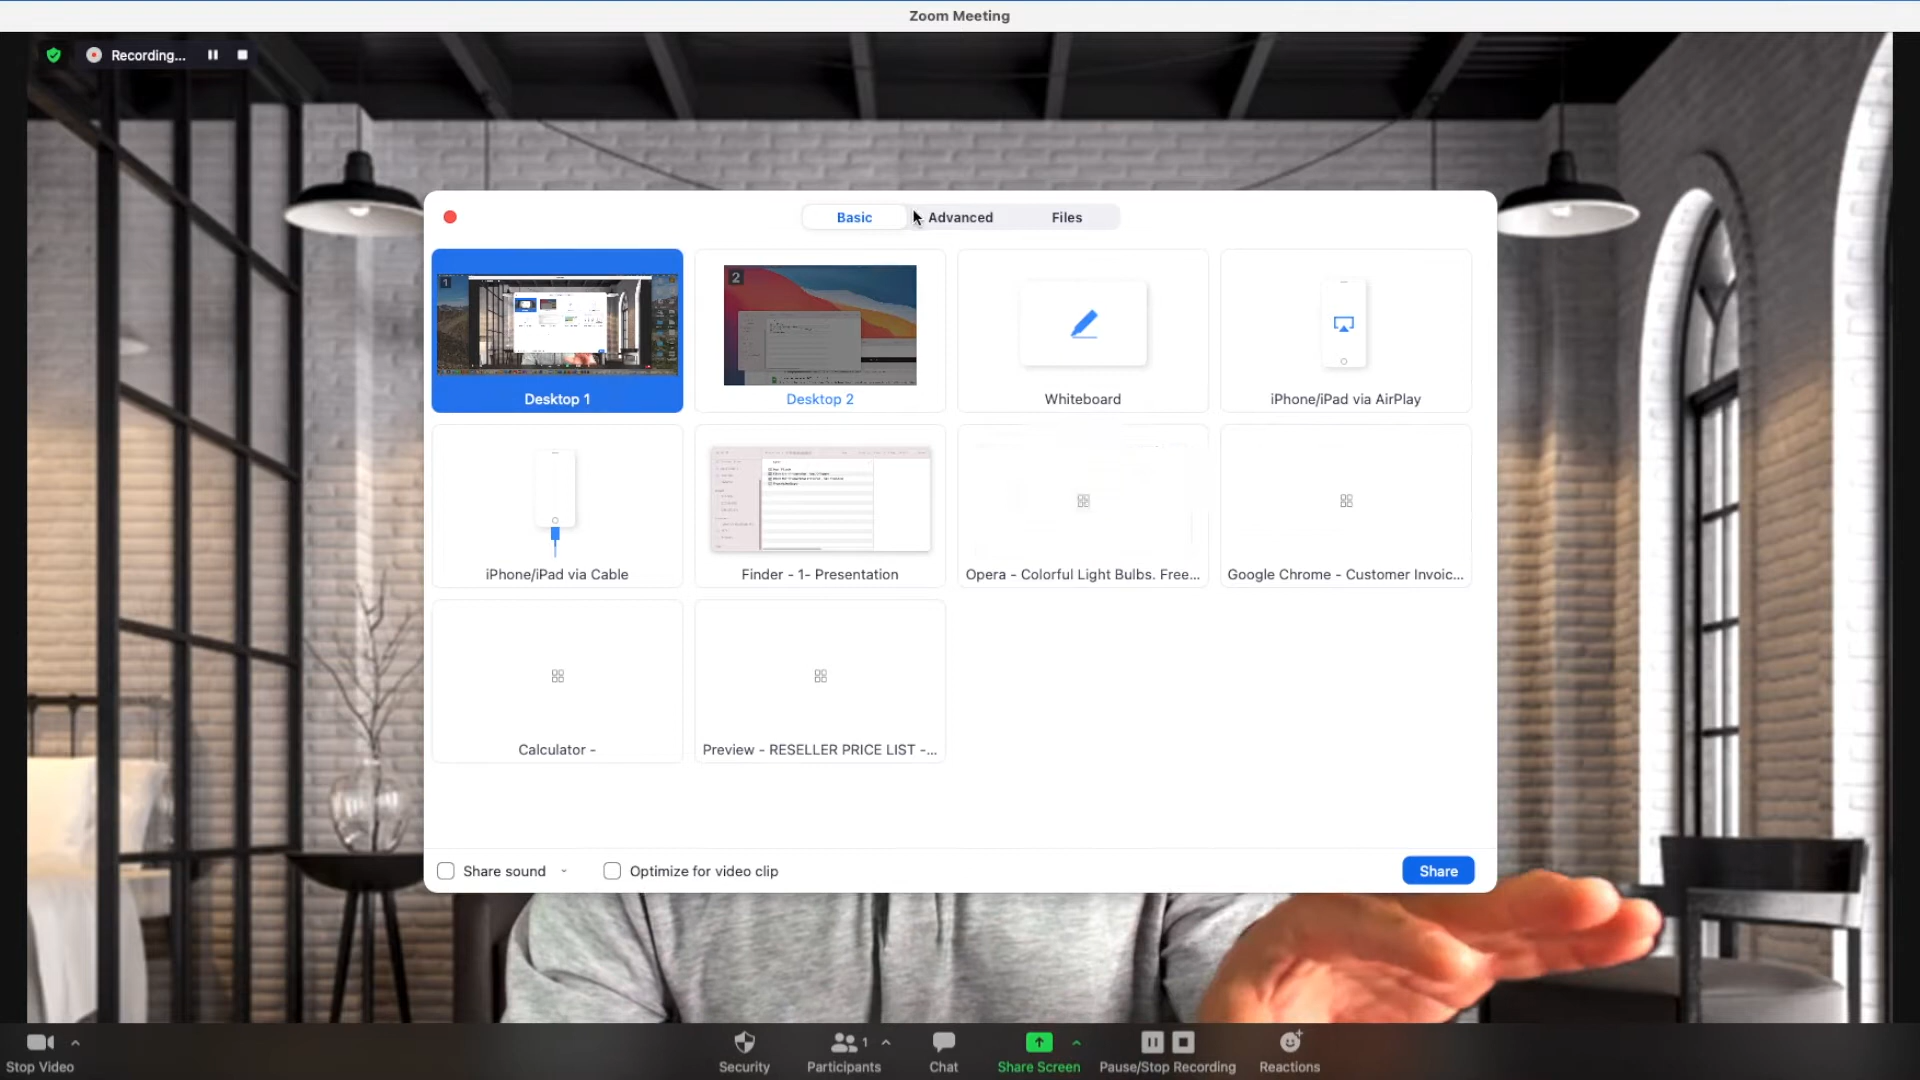 Zoom Meeting
Recording...
Basic
Advanced
Files
1
2
Desktop 1
Desktop 2
Whiteboard
iPhone/iPad via AirPlay
iPhone/iPad via Cable
Finder - 1- Presentation
Opera - Colorful Light Bulbs. Free...
Google Chrome - Customer Invoic...
Calculator -
Preview - RESELLER PRICE LIST -...
Share sound
Optimize for video clip
Share
1
Stop Video
Security
Participants
Chat
Share Screen
Pause/Stop Recording
Reactions